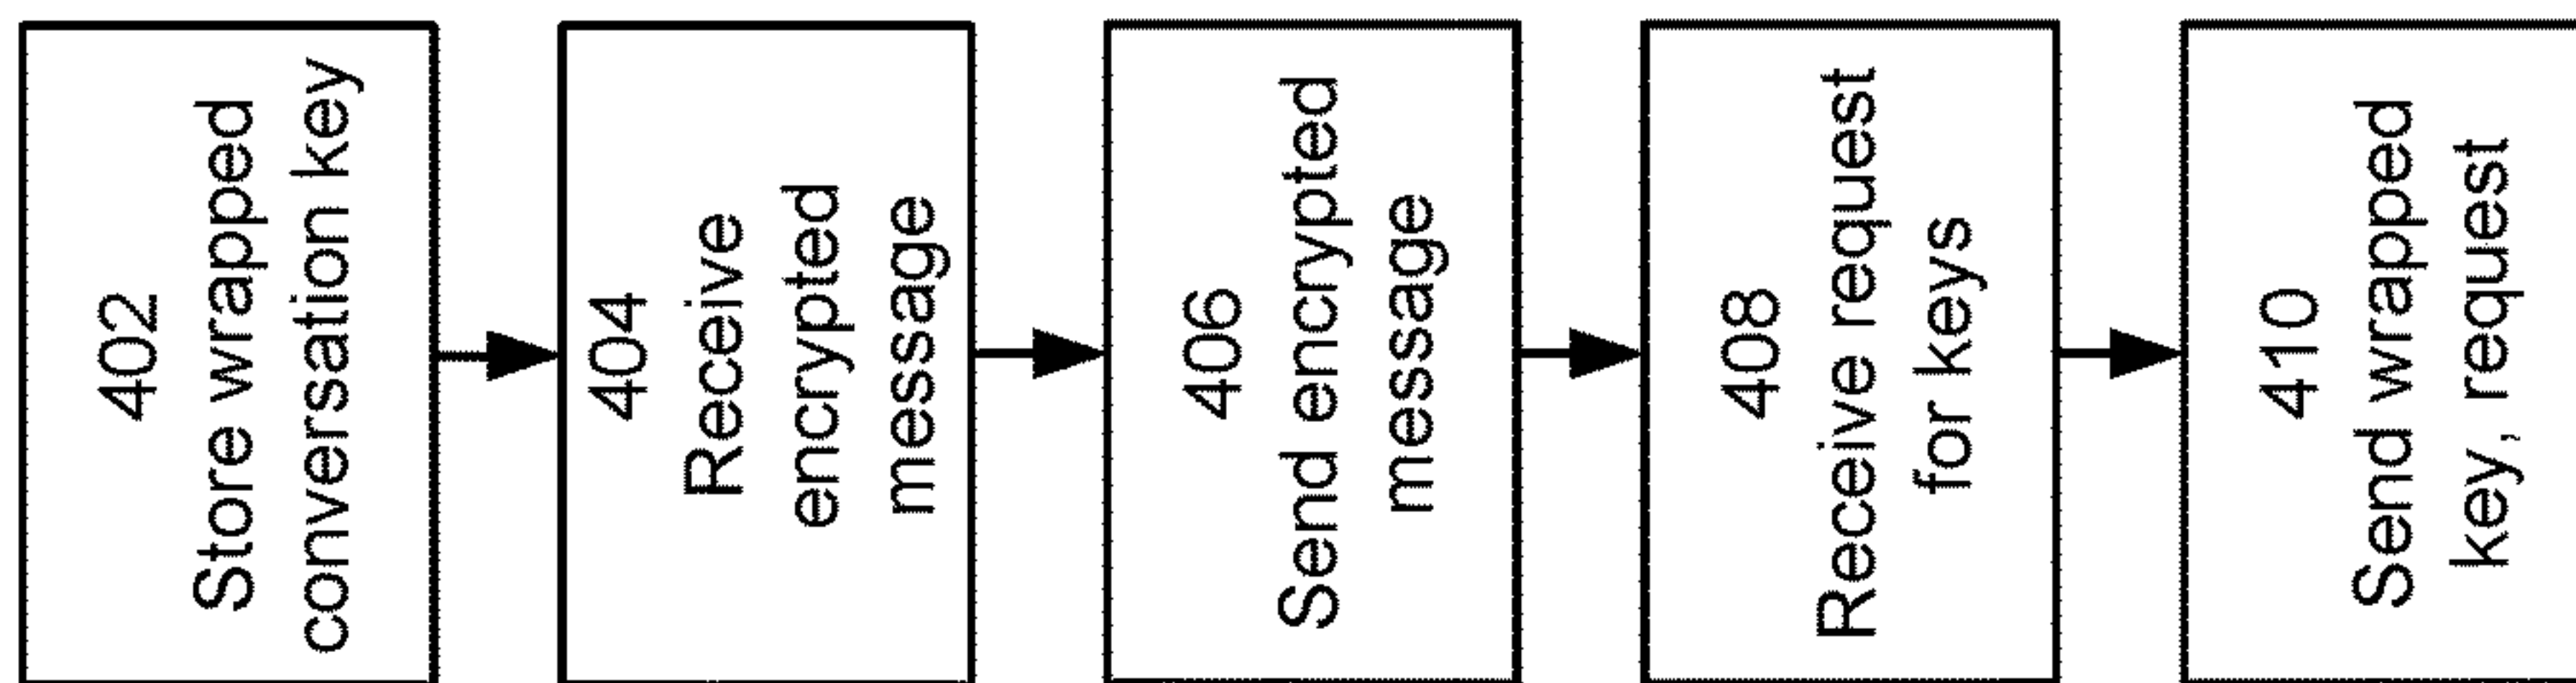 402
Store wrapped
conversation key
404
Receive
encrypted
message
406
Send encrypted
message
408
Receive request
for keys
410
Send wrapped
key, request